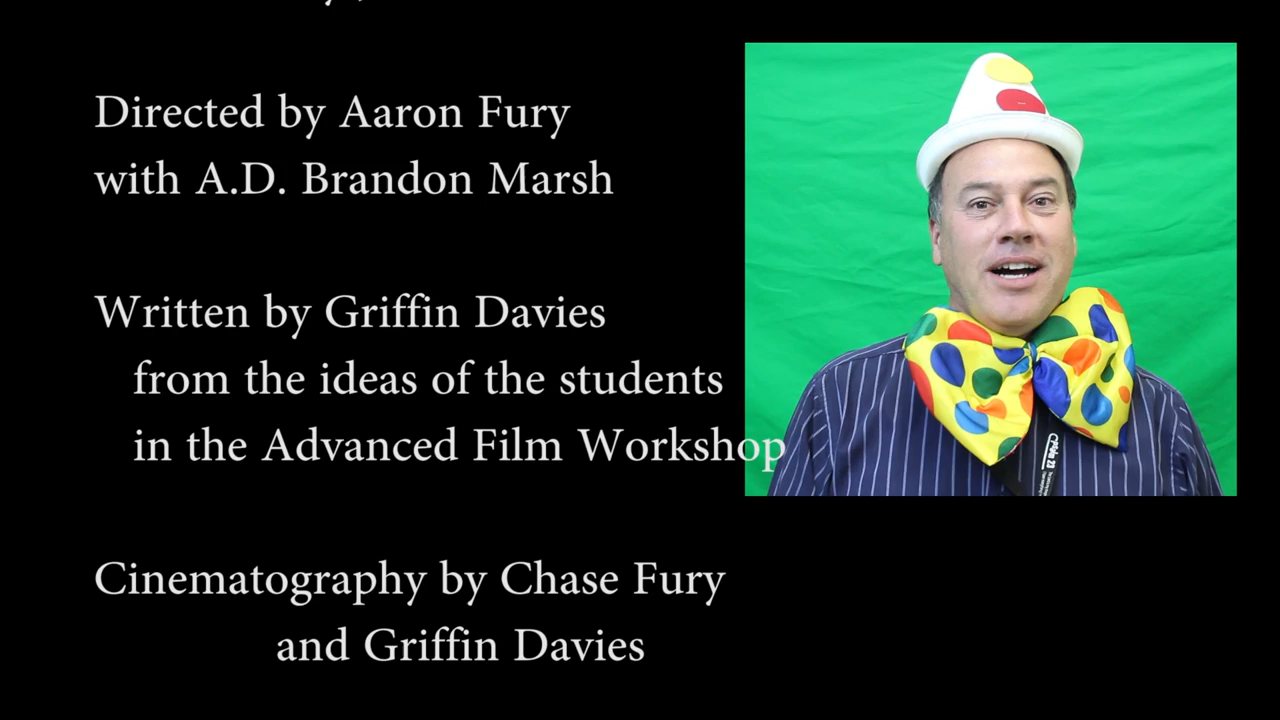 Directed by Aaron Fury
with A.D. Brandon Marsh
Written by Griffin Davies
from the ideas of the students
in the Advanced Film Workshop
Cinematography by Chase Fury
and Griffin Davies